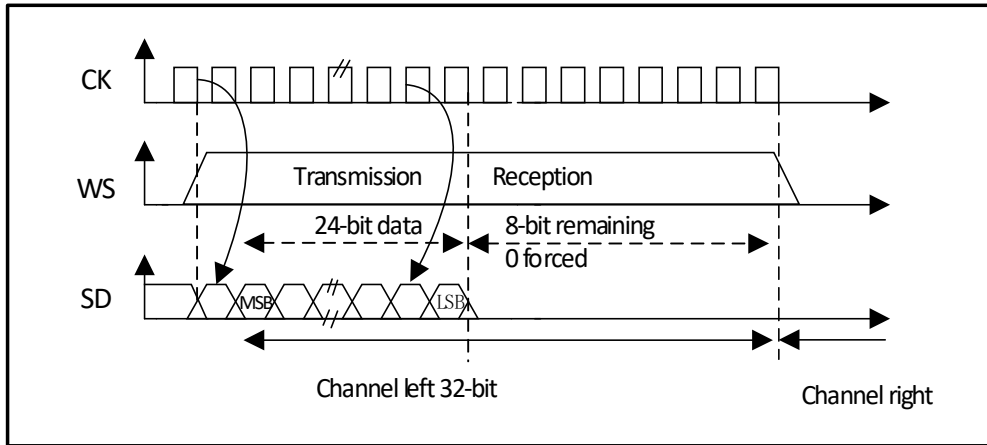 CK
WS
Transmission Reception
24-bit data
8-bit remaining
0 forced
SD
MSB
LSB
Channel left 32-bit
Channel right